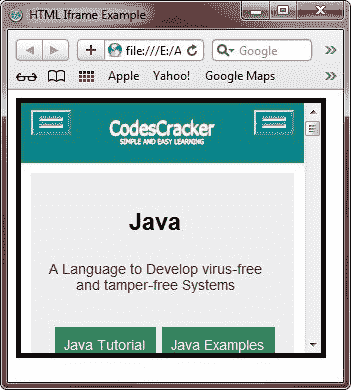 HTML Iframe Example
file:///E:/A
Google
Apple Yahoo! Google Maps
CodesCracker
SIMPLE AND EASY LEARNING
Java
A Language to Develop virus-free
and tamper-free Systems
Java Tutorial Java Examples